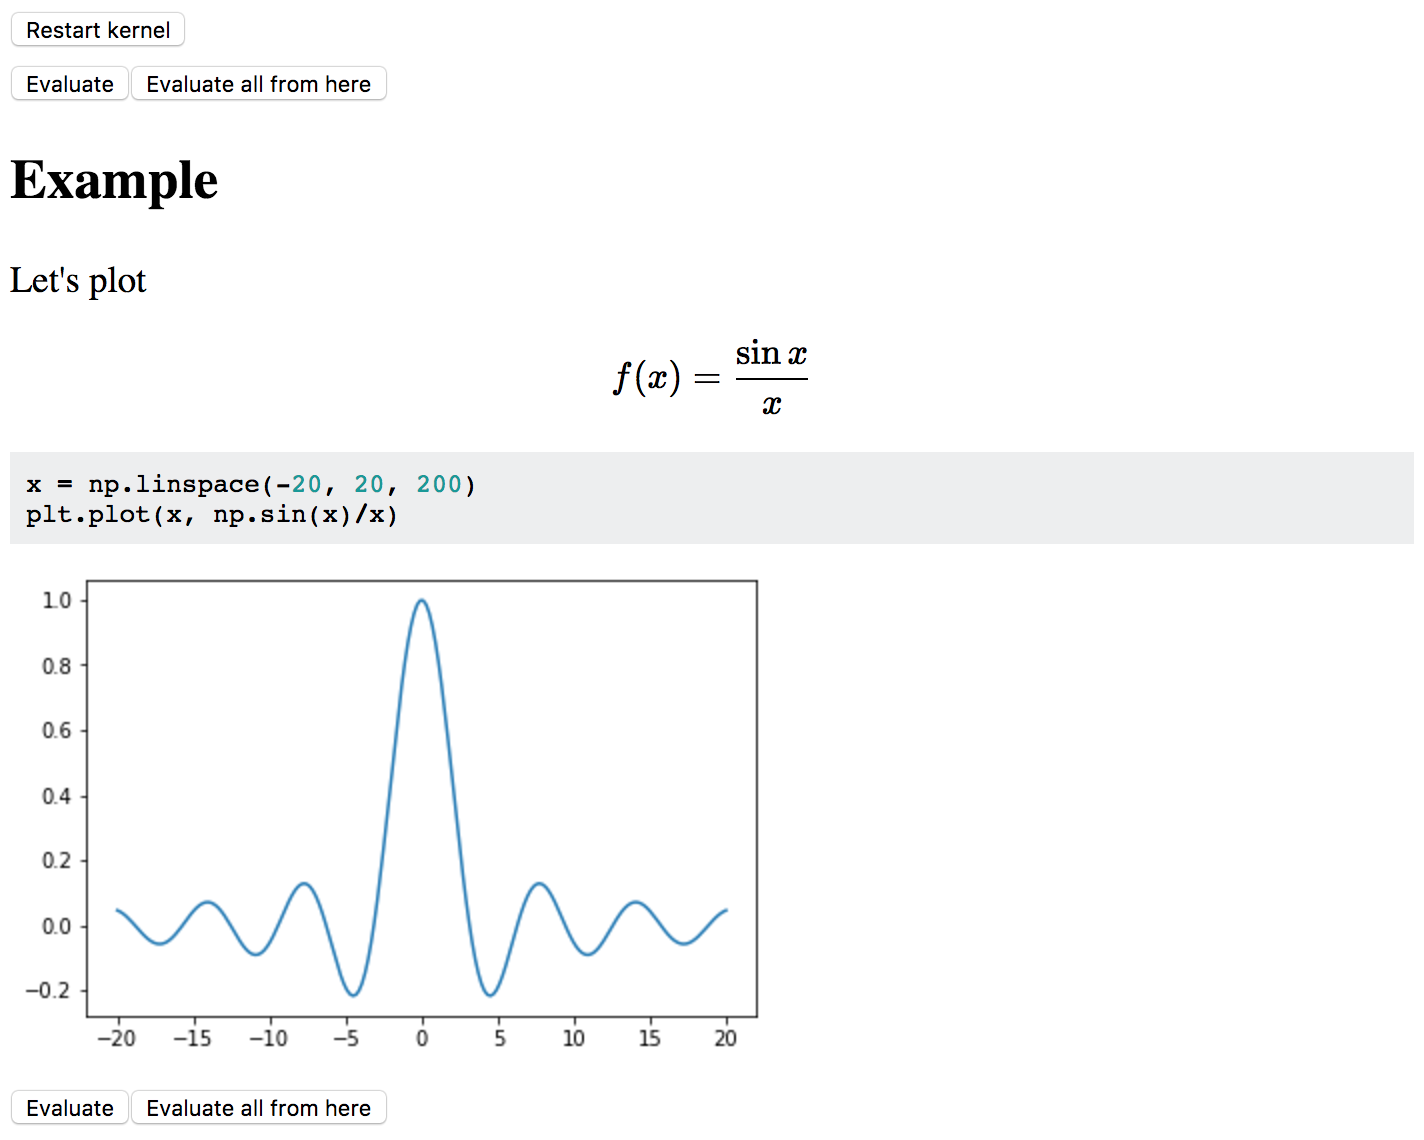 Restart kernel
Evaluate Evaluate all from here
Example
Let's plot
f(x) = sin x / x
x = np.linspace(-20, 20, 200)
plt.plot(x, np.sin(x)/x)
1.0
0.8
0.6
0.4
0.2
0.0
−0.2
−20 −15 −10 −5 0 5 10 15 20
Evaluate Evaluate all from here